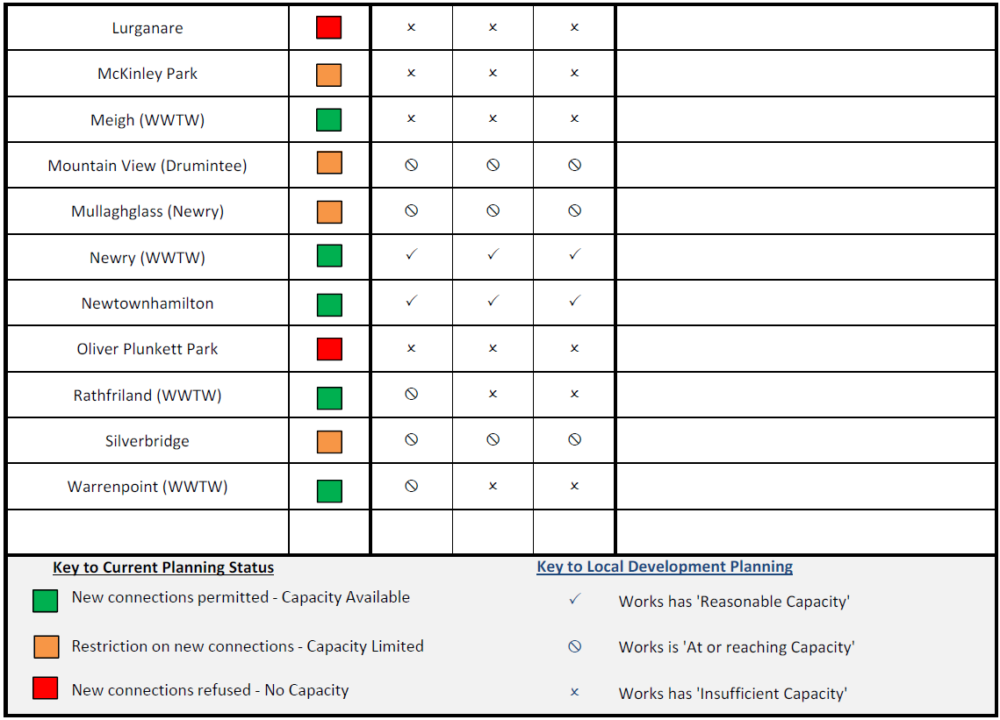 Lurganare x x x
McKinley Park x x x
Meigh (WWTW) x x x
Mountain View (Drumintee) 🛇 🛇 🛇
Mullaghglass (Newry) 🛇 🛇 🛇
Newry (WWTW) ✓ ✓ ✓
Newtownhamilton ✓ ✓ ✓
Oliver Plunkett Park x x x
Rathfriland (WWTW) 🛇 x x
Silverbridge 🛇 🛇 🛇
Warrenpoint (WWTW) 🛇 x x
Key to Current Planning Status
New connections permitted - Capacity Available
Restriction on new connections - Capacity Limited
New connections refused - No Capacity
Key to Local Development Planning
✓ Works has 'Reasonable Capacity'
🛇 Works is 'At or reaching Capacity'
x Works has 'Insufficient Capacity'